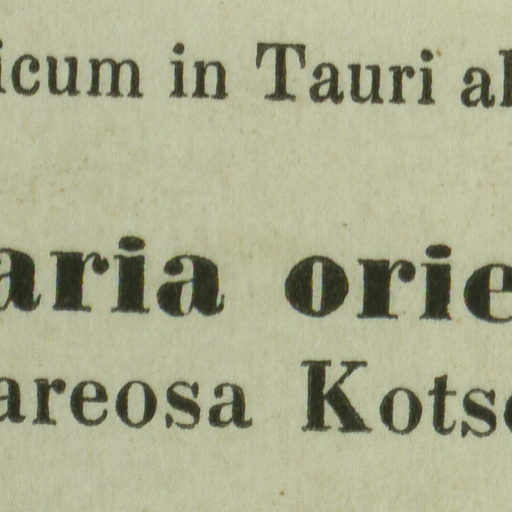 icum in Tauri al
aria orie
areosa Kotsc